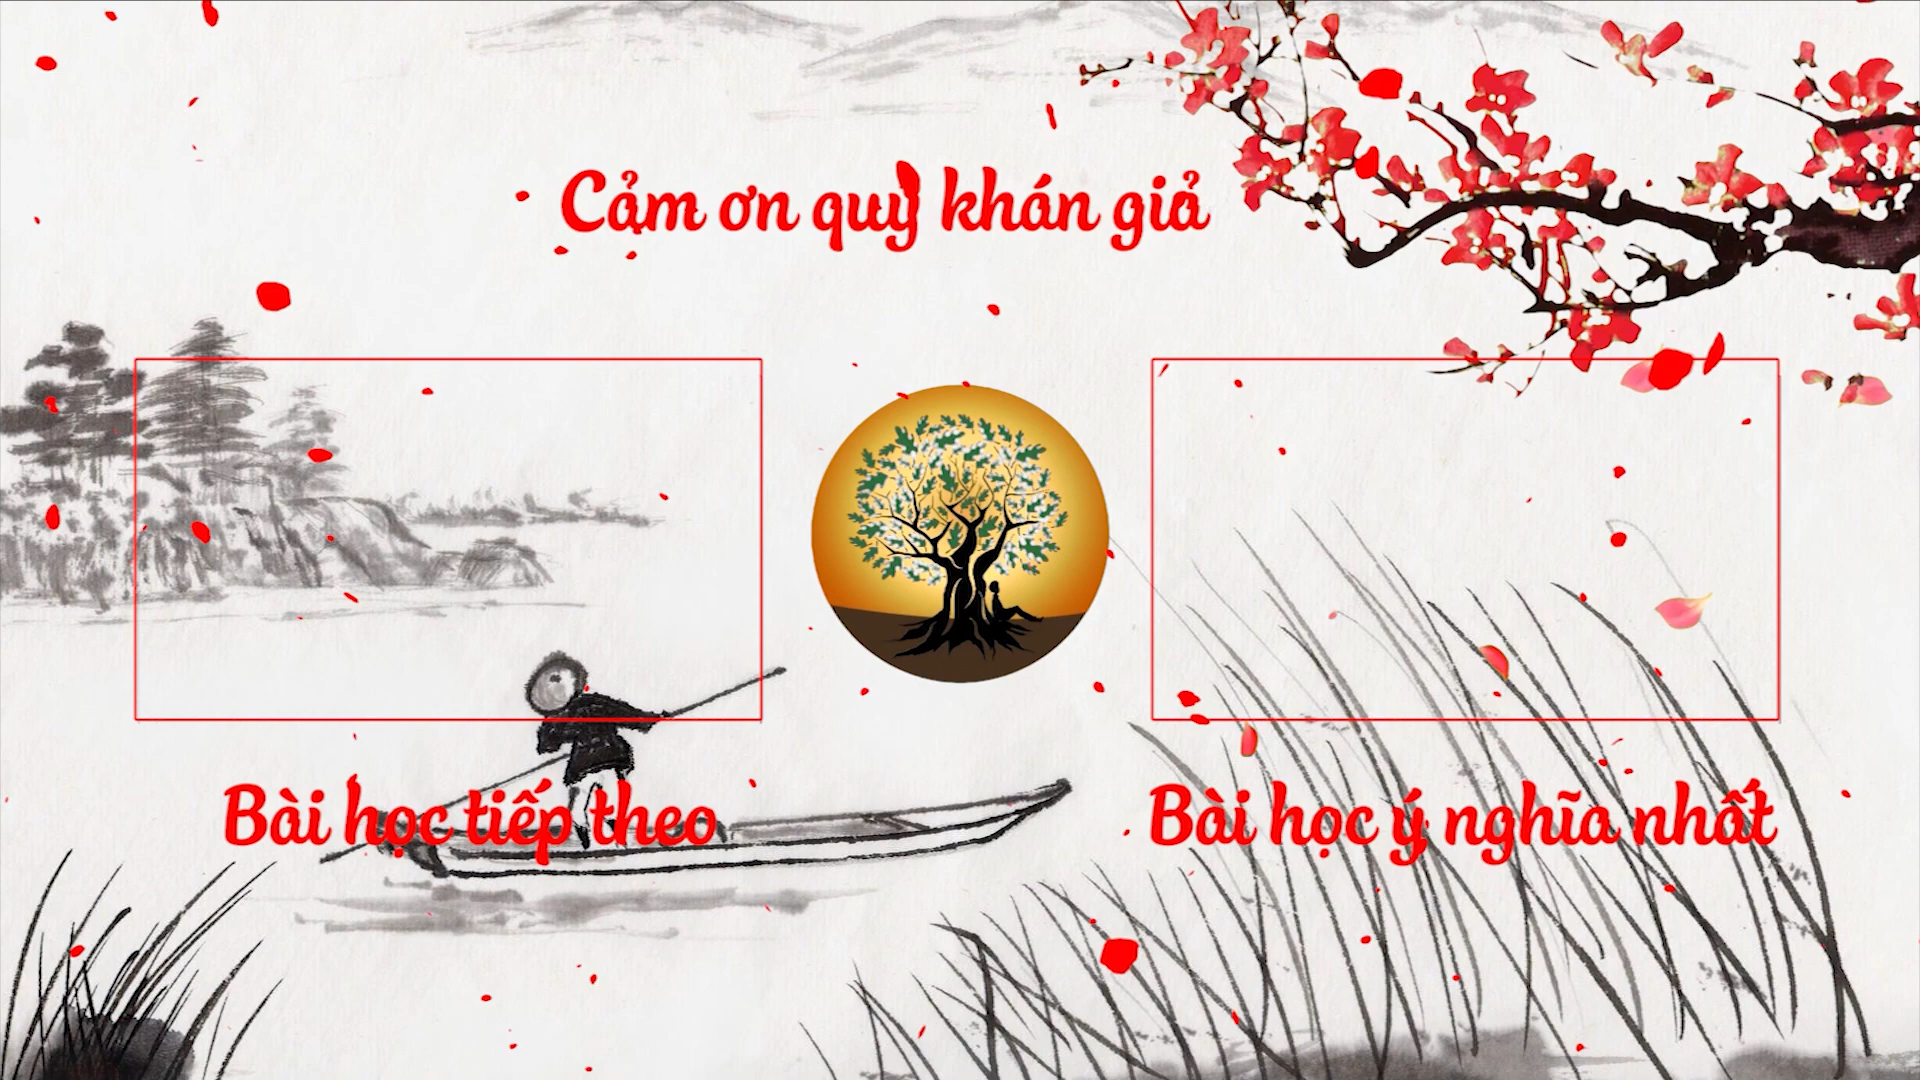 Cảm ơn quý khán giả
Bài học tiếp theo
Bài học ý nghĩa nhất